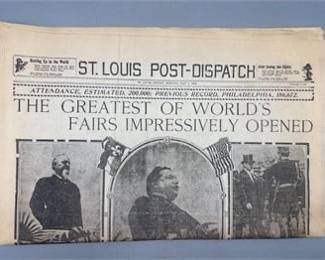 ST. LOUIS POST-DISPATCH
ATTENDANCE, ESTIMATED, 200,000; PREVIOUS RECORD, PHILADELPHIA, 186,672
THE GREATEST OF WORLD'S
FAIRS IMPRESSIVELY OPENED